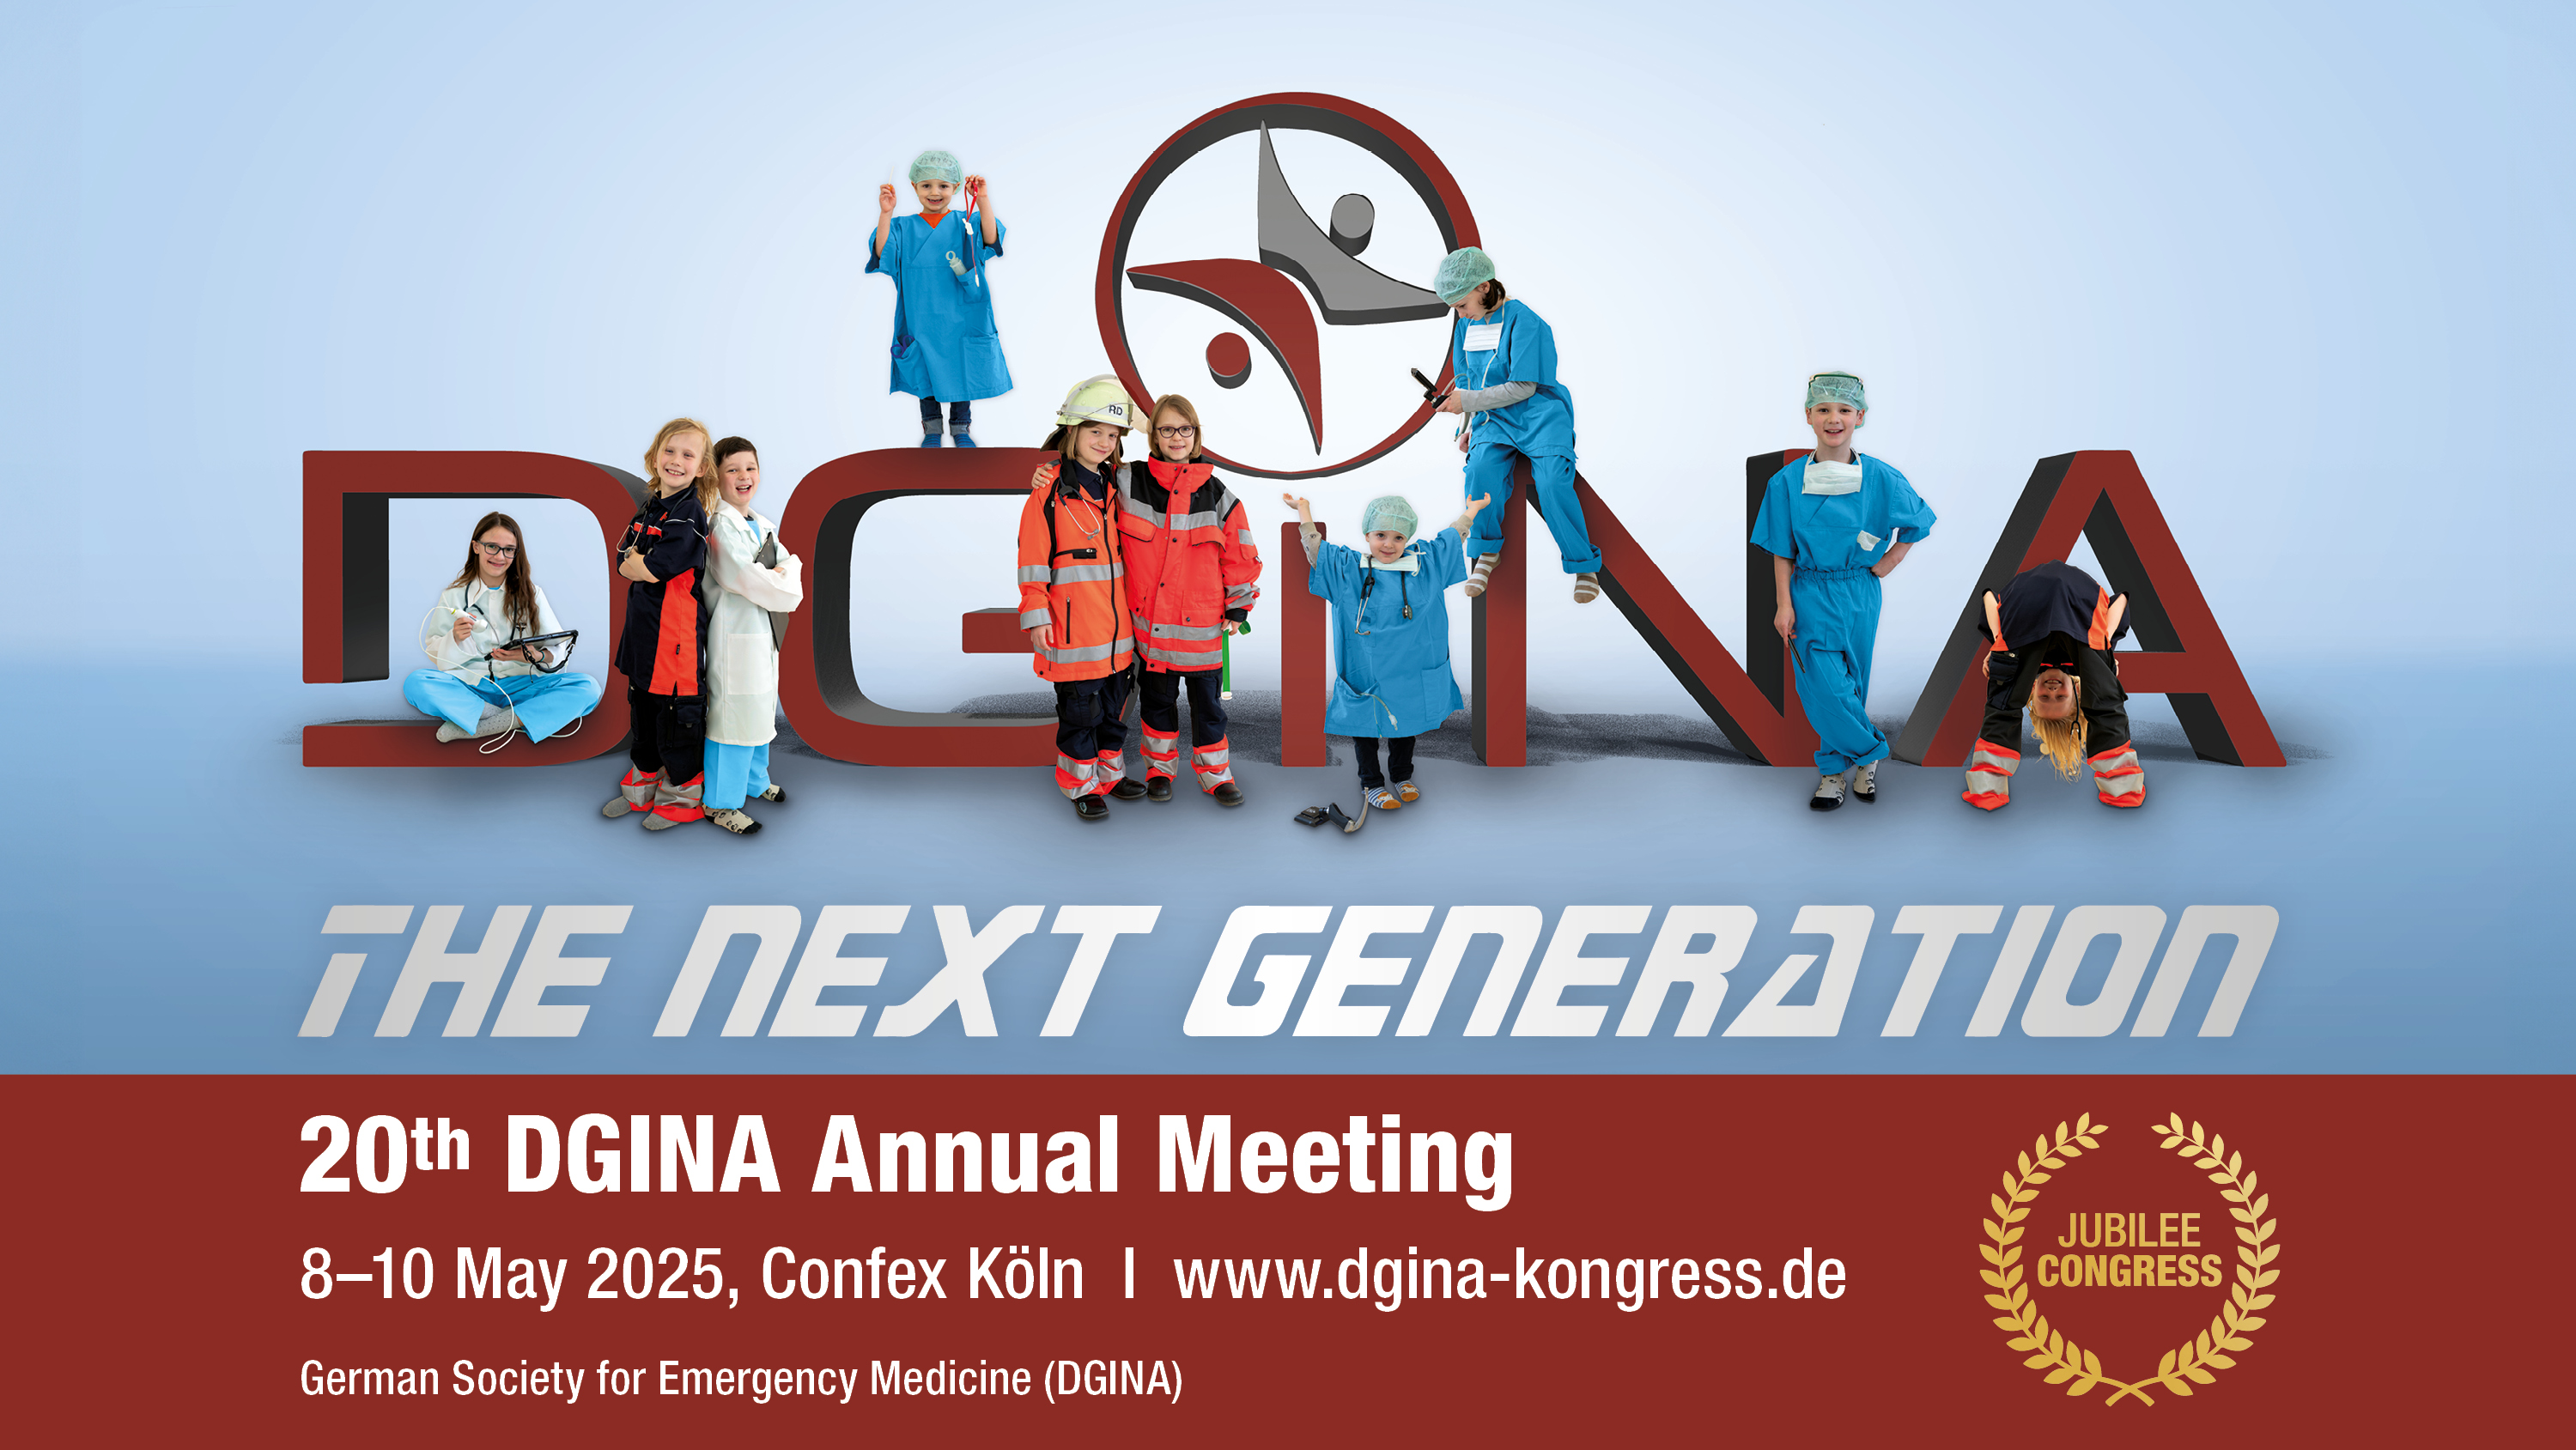 RD
DGiNA
THE NEXT GENERATION
20th DGINA Annual Meeting
8–10 May 2025, Confex Köln | www.dgina-kongress.de
German Society for Emergency Medicine (DGINA)
JUBILEE
CONGRESS